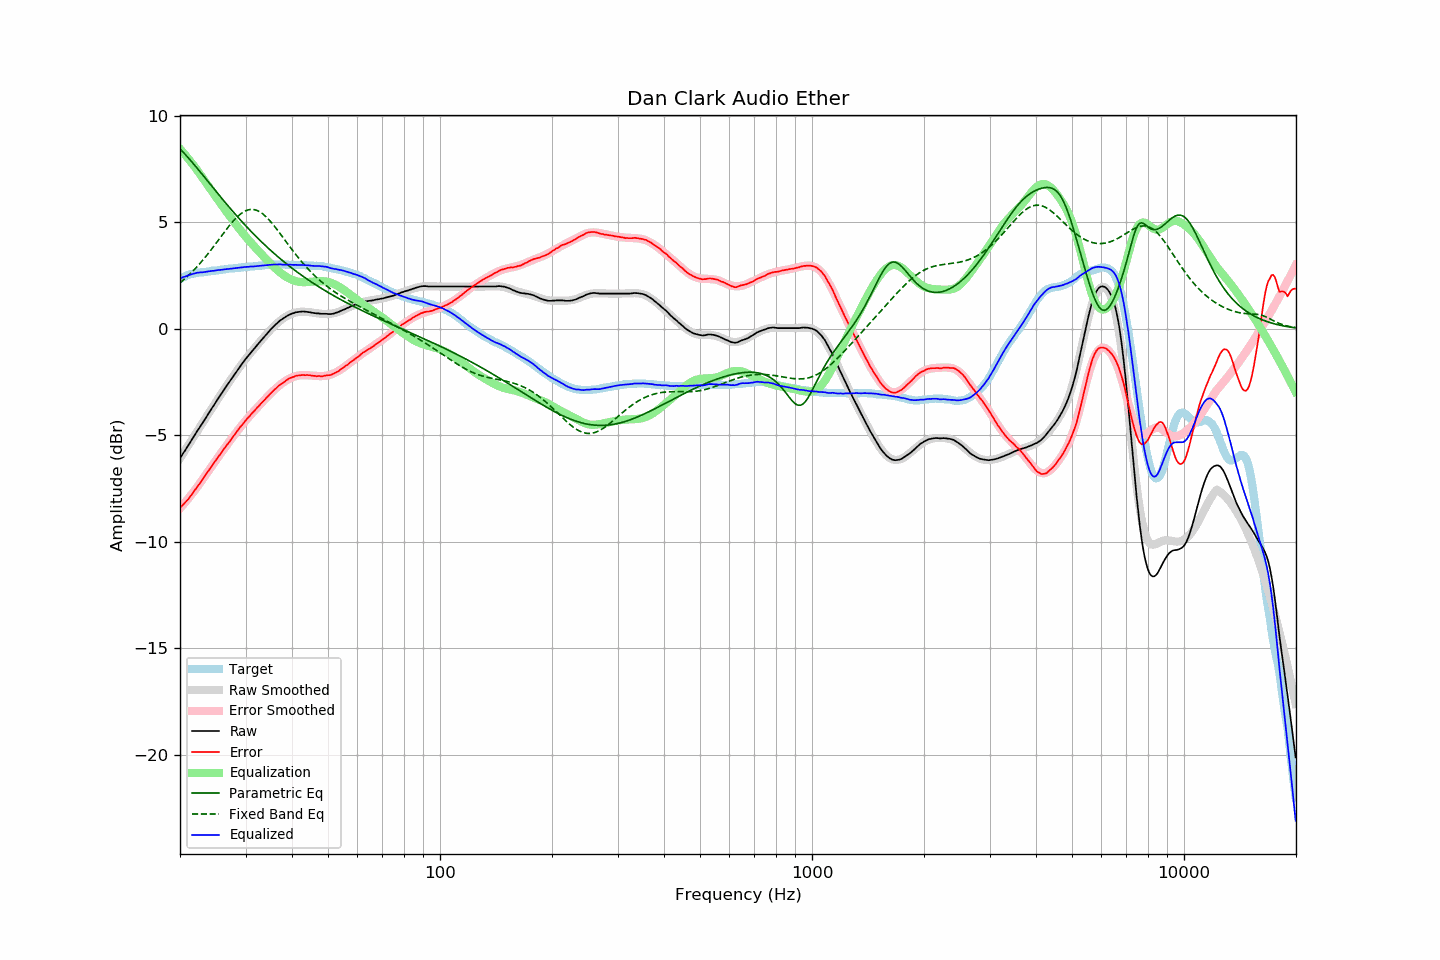 Dan Clark Audio Ether
10
5
0
−5
−10
−15
−20
Amplitude (dBr)
100
1000
10000
Frequency (Hz)
Target
Raw Smoothed
Error Smoothed
Raw
Error
Equalization
Parametric Eq
Fixed Band Eq
Equalized